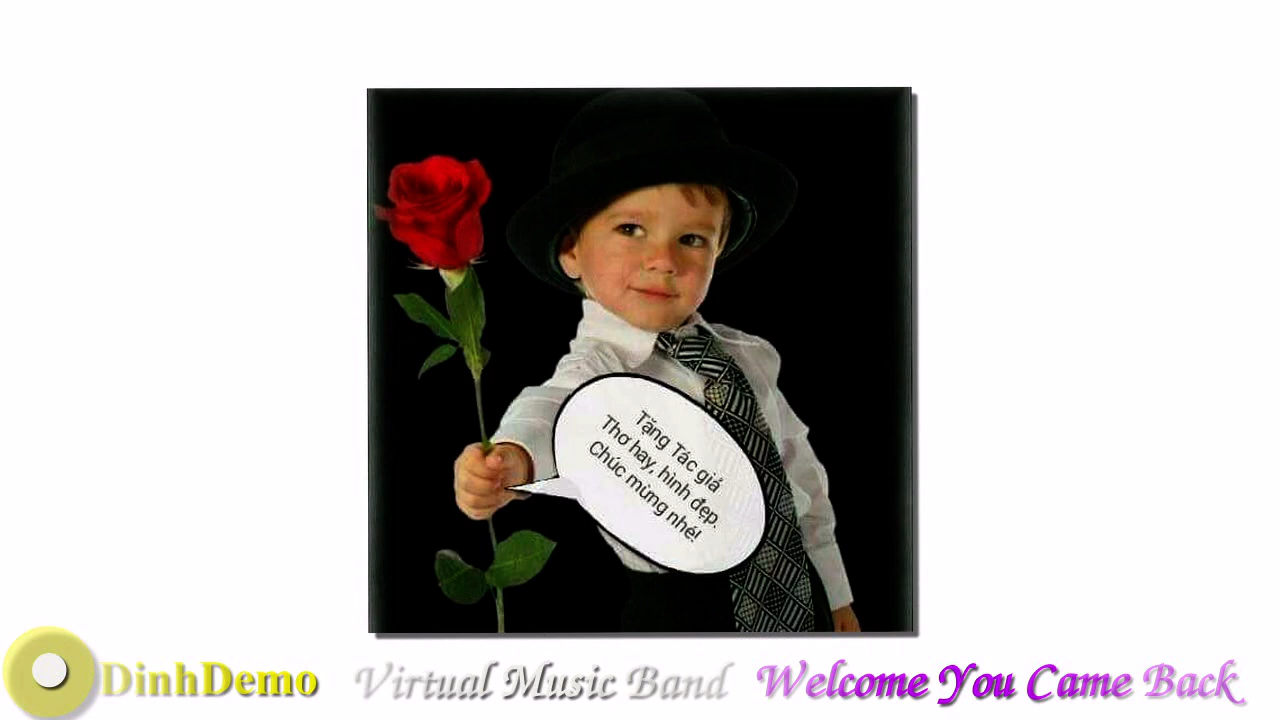 Tặng Tác giả
Thơ hay, hình đẹp.
Chúc mừng nhé!
DinhDemo Virtual Music Band Welcome You Came Back